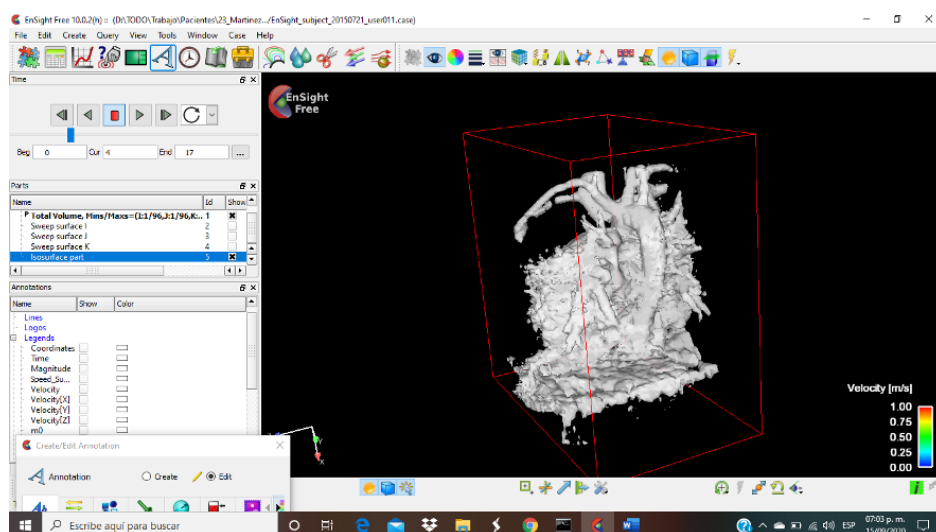 EnSight Free 10.0.2(h) :: (D:\TODO\Trabajo\Pacientes\23_Martinez.../EnSight_subject_20150721_user011.case)
File Edit Create Query View Tools Window Case Help
Time
Beg 0 Cur 4 End 17 ...
Parts
Name Id Show
P Total Volume, Mins/Maxs=(I:1/96,J:1/96,K:.. 1
Sweep surface I 2
Sweep surface J 3
Sweep surface K 4
Isosurface part 5
Annotations
Name Show Color
Lines
Logos
Legends
Coordinates
Time
Magnitude
Speed_Su...
Velocity
Velocity[X]
Velocity[Y]
Velocity[Z]
m0
Create/Edit Annotation
Annotation Create Edit
EnSight
Free
Velocity [m/s]
1.00
0.75
0.50
0.25
0.00
Escribe aquí para buscar
ESP
07:03 p. m.
15/09/2020